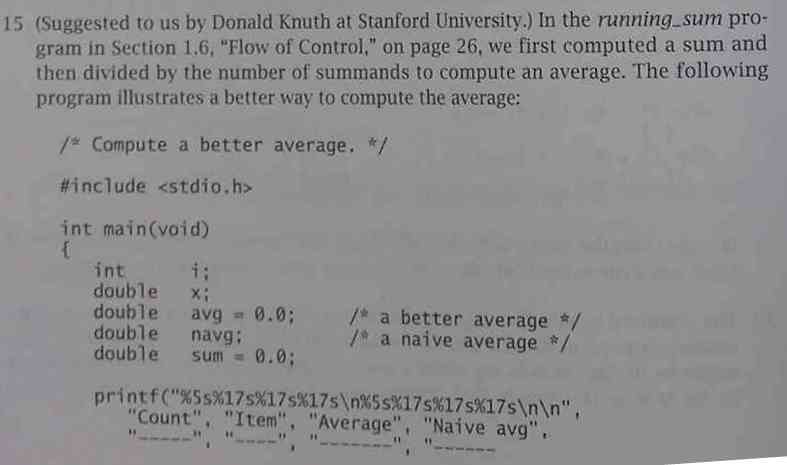 15 (Suggested to us by Donald Knuth at Stanford University.) In the running_sum pro-
gram in Section 1.6, "Flow of Control," on page 26, we first computed a sum and
then divided by the number of summands to compute an average. The following
program illustrates a better way to compute the average:
/* Compute a better average. */
#include <stdio.h>
int main(void)
{
int i;
double x;
double avg = 0.0; /* a better average */
double navg; /* a naive average */
double sum = 0.0;
printf("%5s%17s%17s%17s\n%5s%17s%17s%17s\n\n",
"Count", "Item", "Average", "Naive avg",
"-----", "----", "-------", "------